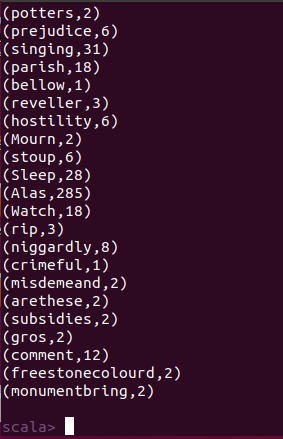 (potters,2)
(prejudice,6)
(singing,31)
(parish,18)
(bellow,1)
(reveller,3)
(hostility,6)
(Mourn,2)
(stoup,6)
(Sleep,28)
(Alas,285)
(Watch,18)
(rip,3)
(niggardly,8)
(crimeful,1)
(misdemeand,2)
(arethese,2)
(subsidies,2)
(gros,2)
(comment,12)
(freestonecolourd,2)
(monumentbring,2)
scala>